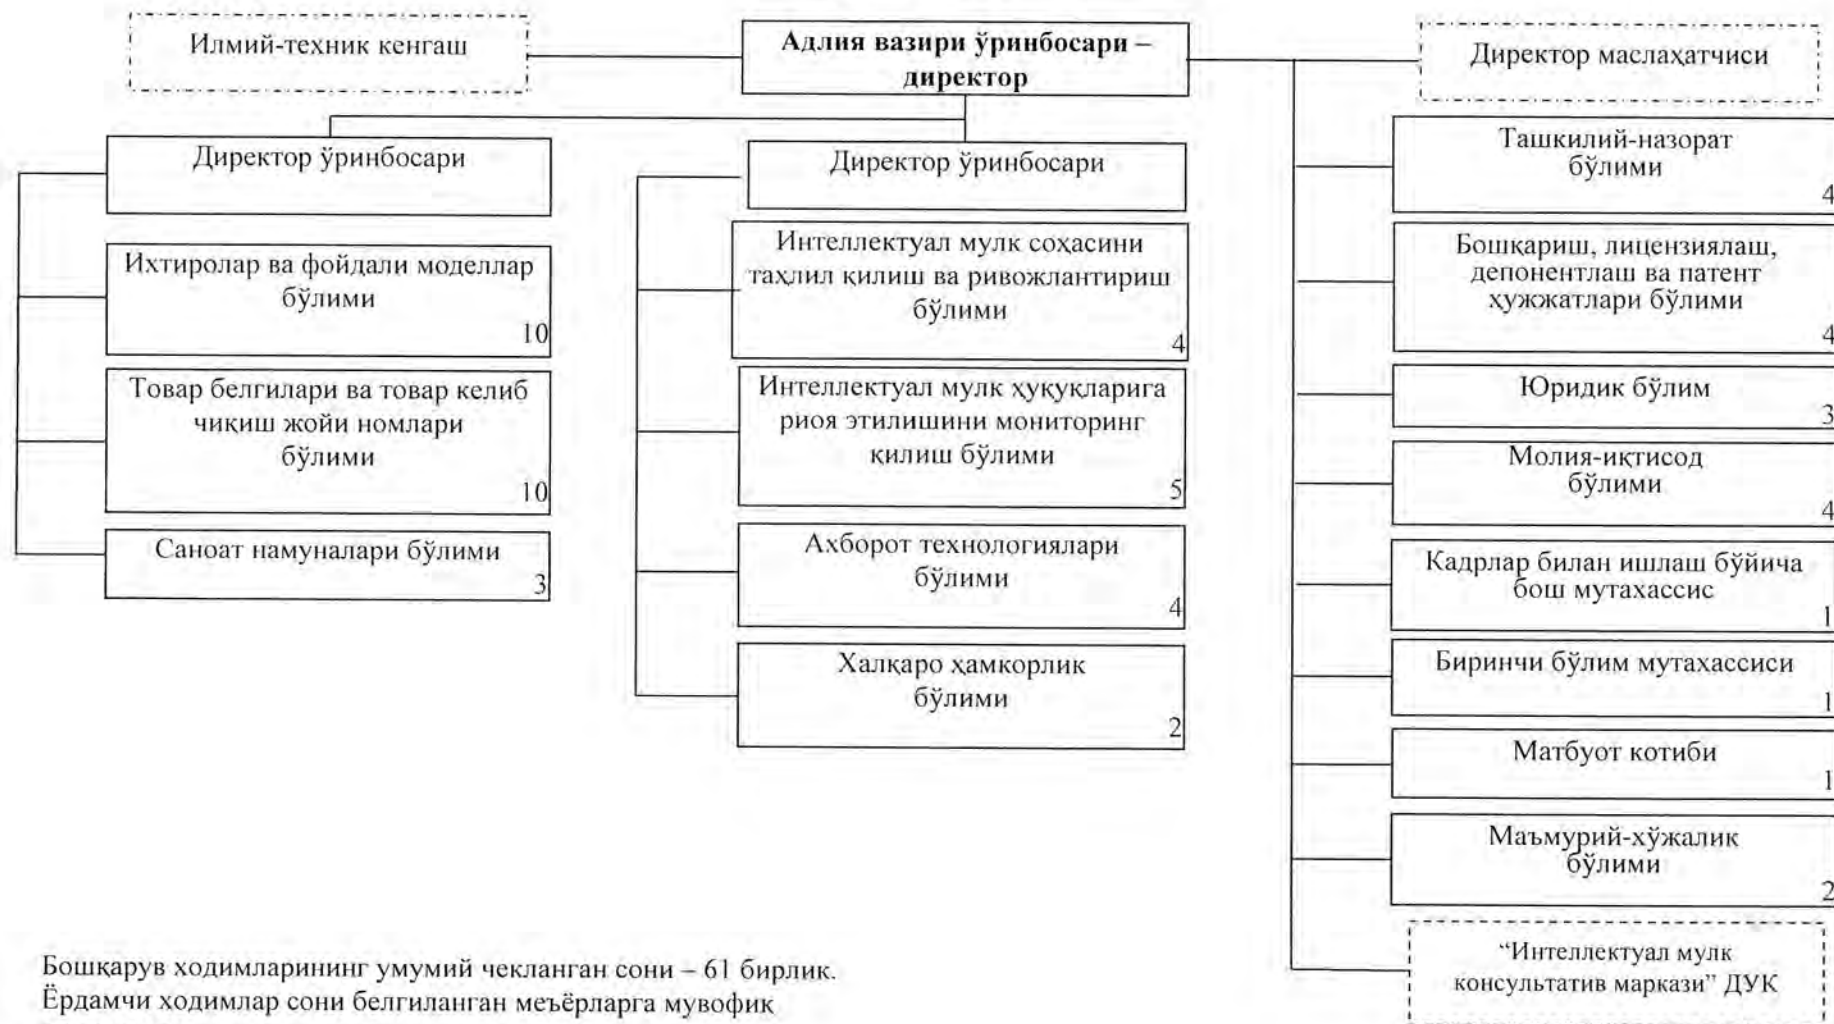 Илмий-техник кенгаш
Адлия вазири ўринбосари –
директор
Директор маслаҳатчиси
Директор ўринбосари
Ихтиролар ва фойдали моделлар
бўлими
10
Товар белгилари ва товар келиб
чиқиш жойи номлари
бўлими
10
Саноат намуналари бўлими
3
Директор ўринбосари
Интеллектуал мулк соҳасини
таҳлил қилиш ва ривожлантириш
бўлими
4
Интеллектуал мулк ҳуқуқларига
риоя этилишини мониторинг
қилиш бўлими
5
Ахборот технологиялари
бўлими
4
Халқаро ҳамкорлик
бўлими
2
Ташкилий-назорат
бўлими
4
Бошқариш, лицензиялаш,
депонентлаш ва патент
ҳужжатлари бўлими
4
Юридик бўлим
3
Молия-иқтисод
бўлими
4
Кадрлар билан ишлаш бўйича
бош мутахассис
1
Биринчи бўлим мутахассиси
1
Матбуот котиби
1
Маъмурий-хўжалик
бўлими
2
“Интеллектуал мулк
консультатив маркази” ДУК
Бошқарув ходимларининг умумий чекланган сони – 61 бирлик.
Ёрдамчи ходимлар сони белгиланган меъёрларга мувофиқ